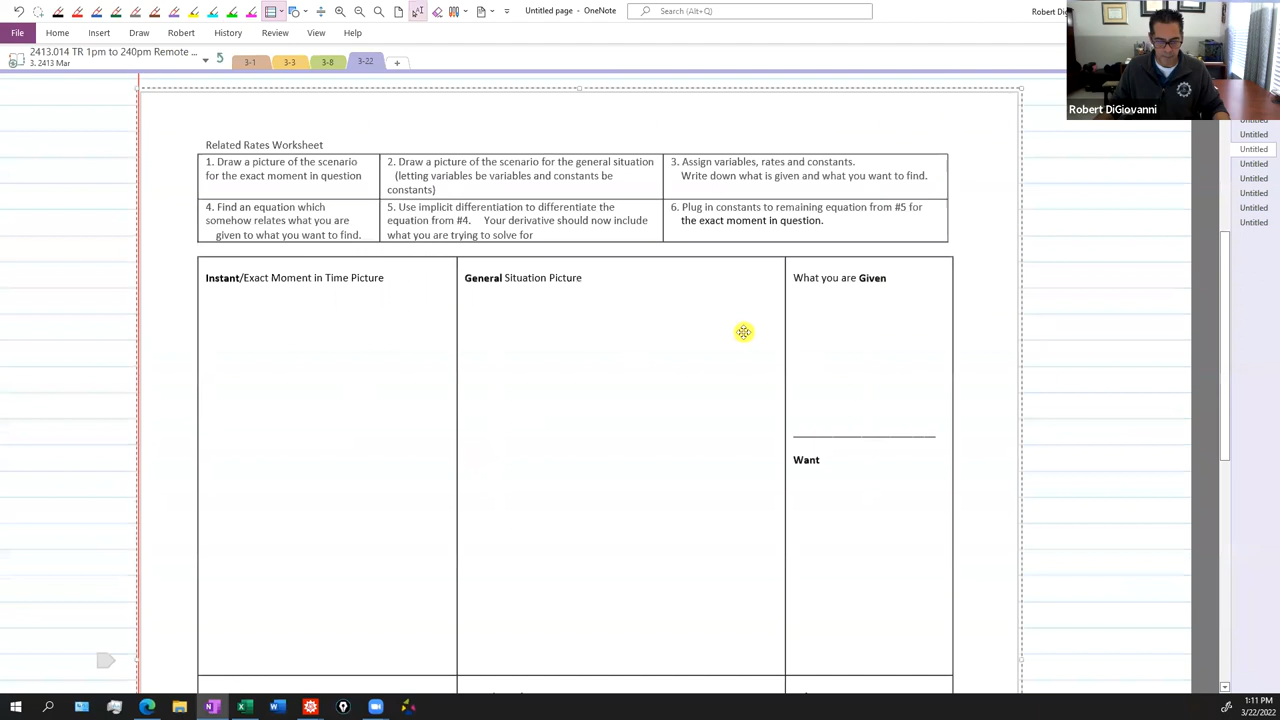 Untitled page - OneNote
Search (Alt+Q)
Robert Di
File
Home
Insert
Draw
Robert
History
Review
View
Help
2413.014 TR 1pm to 240pm Remote ...
3. 2413 Mar
3-1
3-3
3-8
3-22
Robert DiGiovanni
Untitled
Untitled
Untitled
Untitled
Untitled
Untitled
Untitled
Untitled
Related Rates Worksheet
1. Draw a picture of the scenario
for the exact moment in question
2. Draw a picture of the scenario for the general situation
(letting variables be variables and constants be
constants)
3. Assign variables, rates and constants.
Write down what is given and what you want to find.
4. Find an equation which
somehow relates what you are
given to what you want to find.
5. Use implicit differentiation to differentiate the
equation from #4. Your derivative should now include
what you are trying to solve for
6. Plug in constants to remaining equation from #5 for
the exact moment in question.
Instant/Exact Moment in Time Picture
General Situation Picture
What you are Given
Want
1:11 PM
3/22/2022